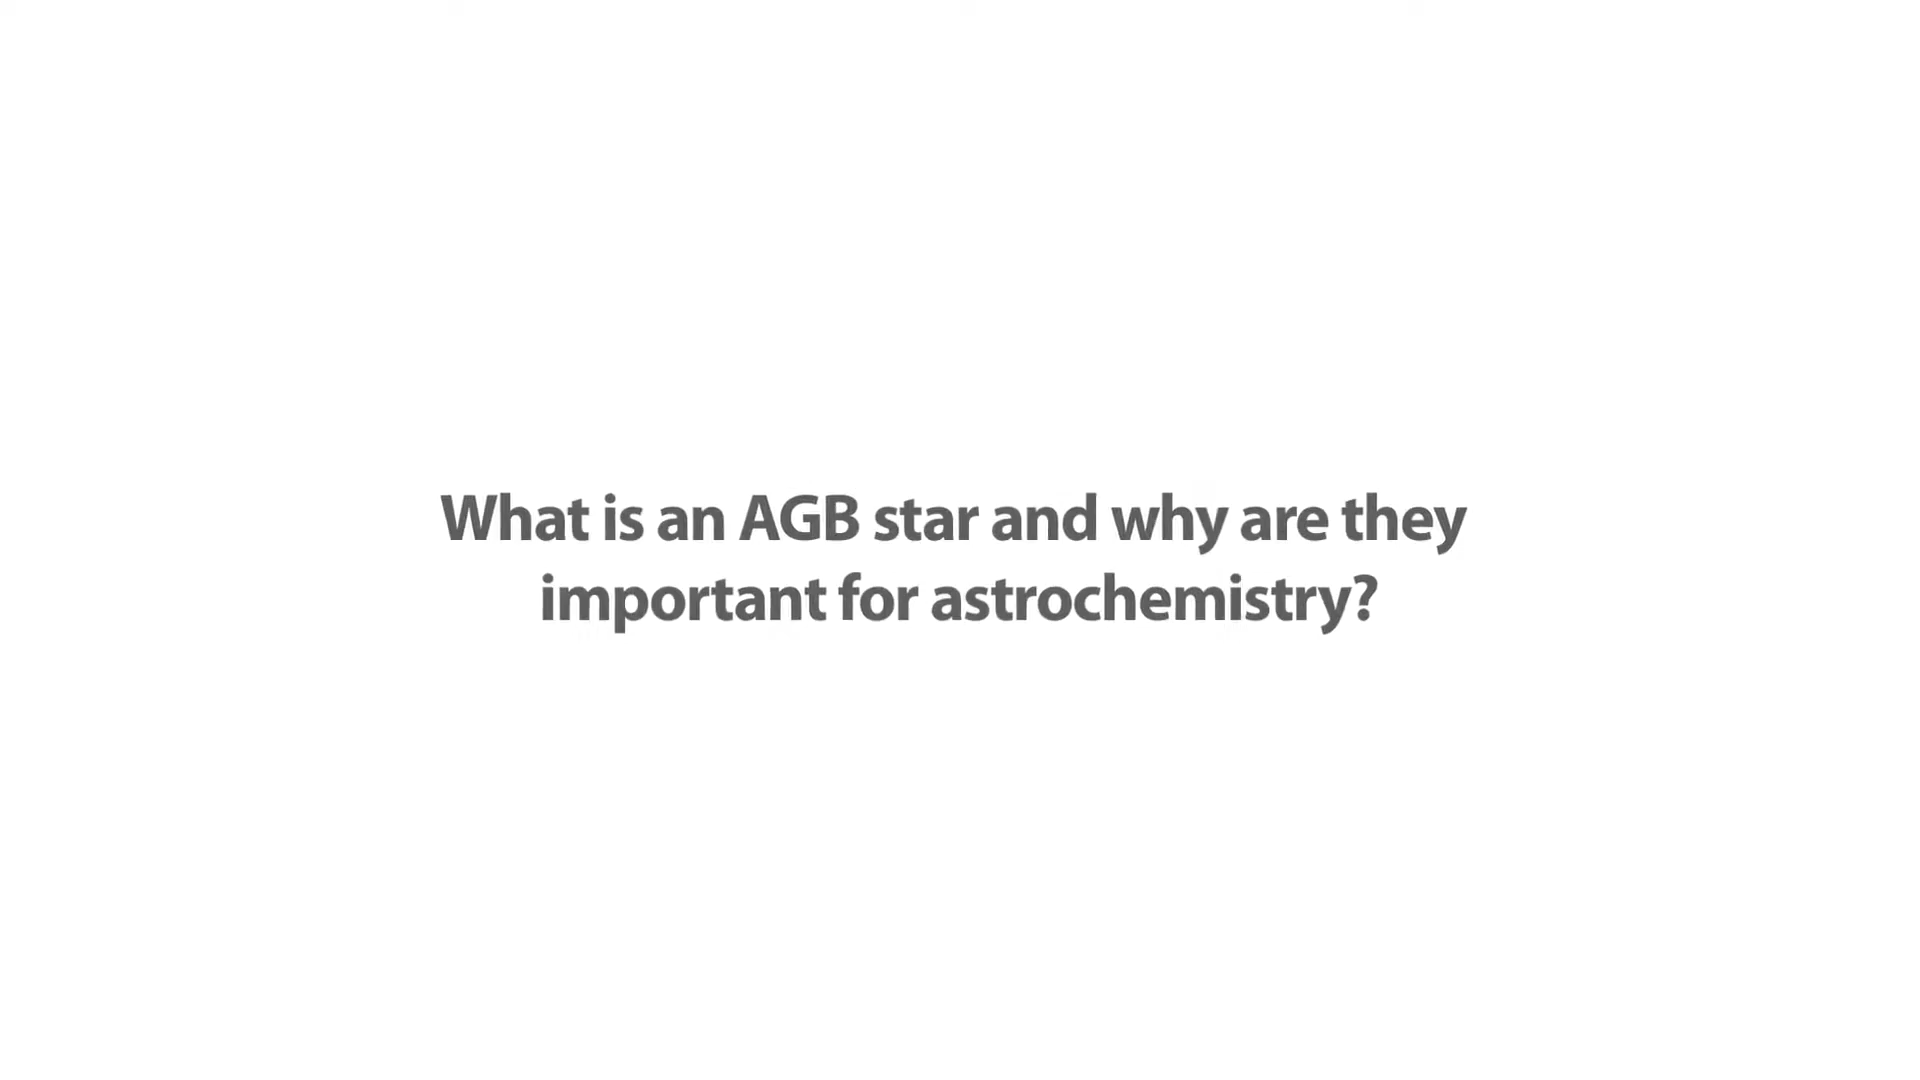 What is an AGB star and why are they
important for astrochemistry?